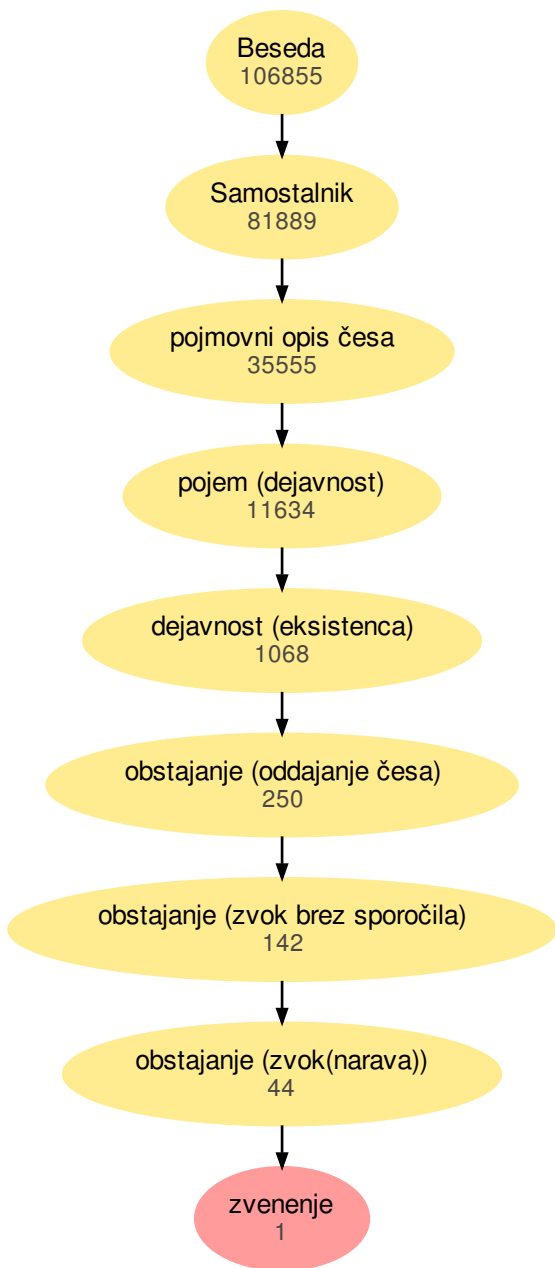 Beseda
106855
Samostalnik
81889
pojmovni opis česa
35555
pojem (dejavnost)
11634
dejavnost (eksistenca)
1068
obstajanje (oddajanje česa)
250
obstajanje (zvok brez sporočila)
142
obstajanje (zvok(narava))
44
zvenenje
1